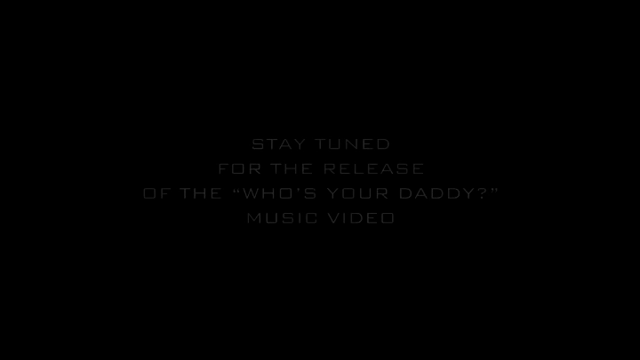 STAY TUNED
FOR THE RELEASE
OF THE “WHO’S YOUR DADDY?”
MUSIC VIDEO